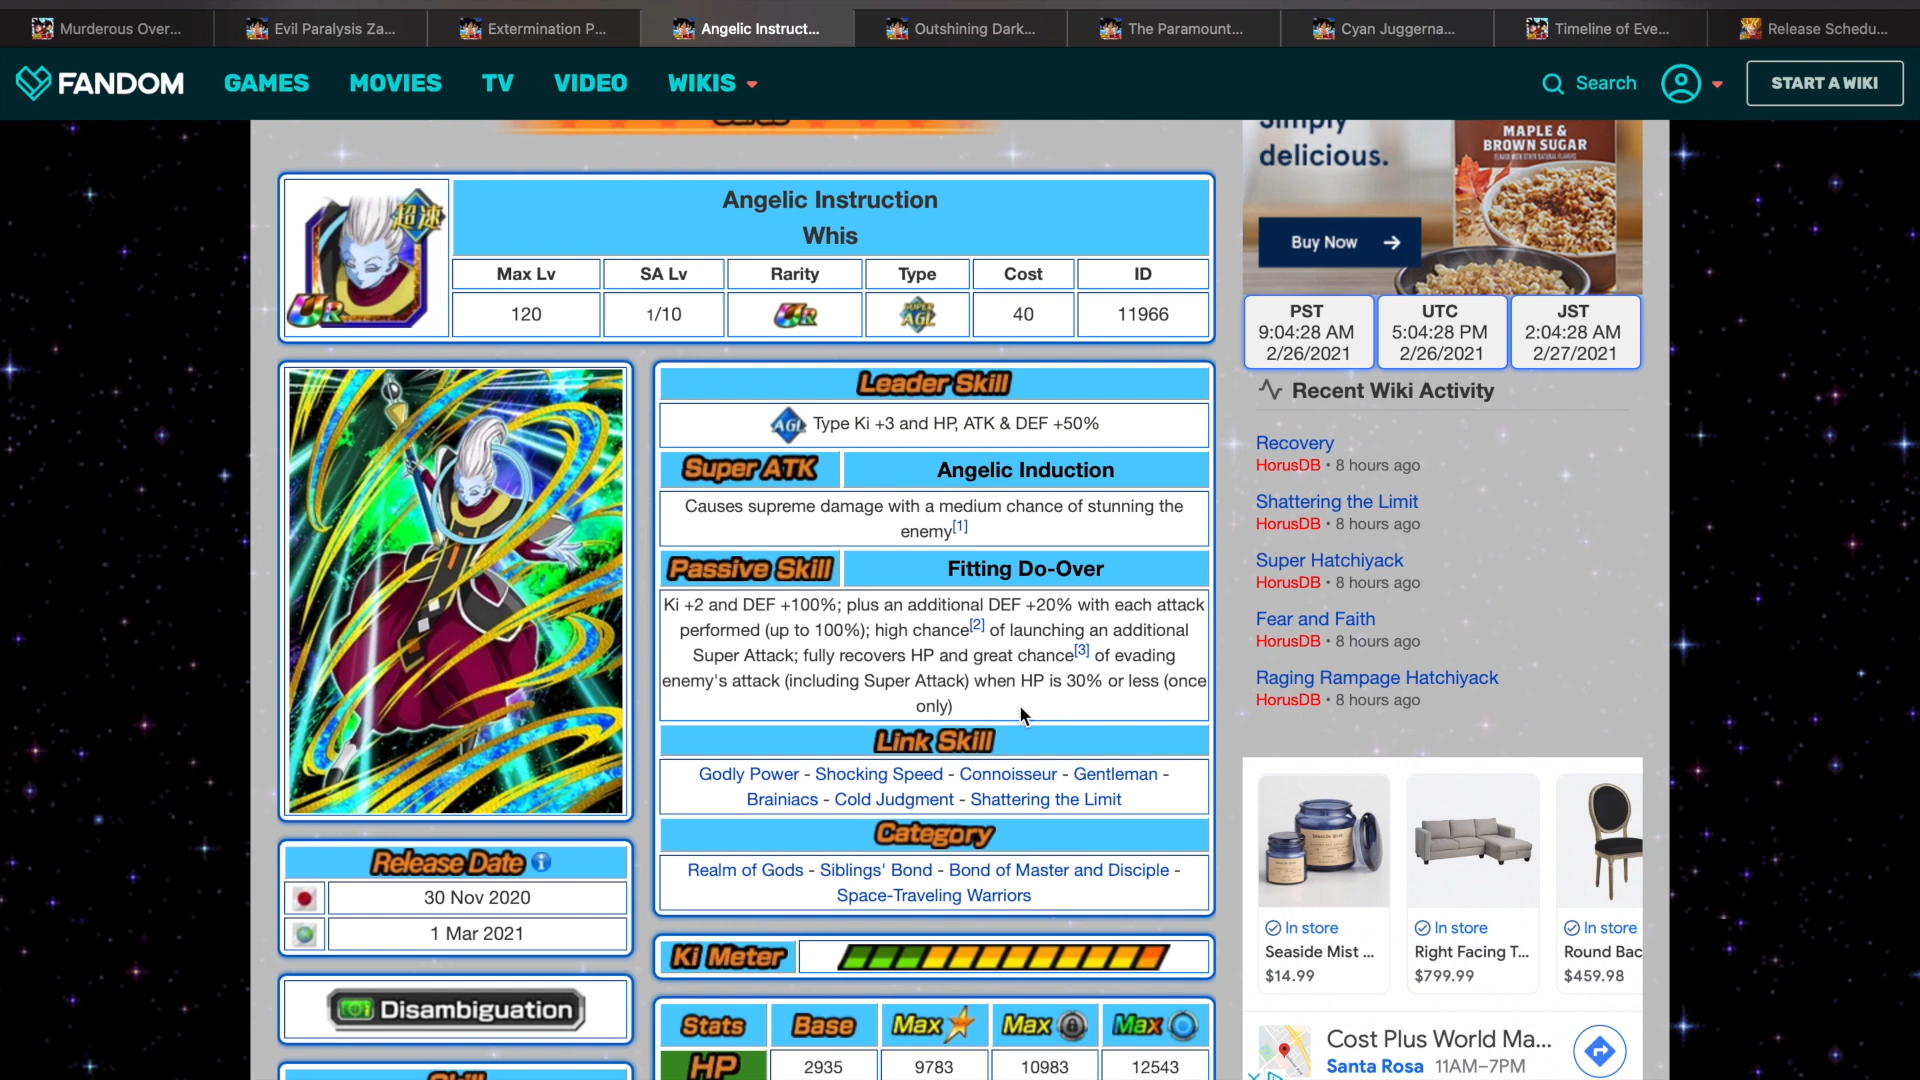 Murderous Over...
Evil Paralysis Za...
Extermination P...
Angelic Instruct...
Outshining Dark...
The Paramount...
Cyan Juggerna...
Timeline of Eve...
Release Schedu...
FANDOM
GAMES
MOVIES
TV
VIDEO
WIKIS
Search
START A WIKI
Simply
delicious.
MAPLE &
BROWN SUGAR
Buy Now
超速
UR
Angelic Instruction
Whis
Max Lv SA Lv Rarity Type Cost ID
120 1/10 UR SUPER AGL 40 11966
PST
9:04:28 AM
2/26/2021
UTC
5:04:28 PM
2/26/2021
JST
2:04:28 AM
2/27/2021
Leader Skill
AGL Type Ki +3 and HP, ATK & DEF +50%
Super ATK Angelic Induction
Causes supreme damage with a medium chance of stunning the
enemy[1]
Passive Skill Fitting Do-Over
Ki +2 and DEF +100%; plus an additional DEF +20% with each attack
performed (up to 100%); high chance[2] of launching an additional
Super Attack; fully recovers HP and great chance[3] of evading
enemy's attack (including Super Attack) when HP is 30% or less (once
only)
Link Skill
Godly Power - Shocking Speed - Connoisseur - Gentleman -
Brainiacs - Cold Judgment - Shattering the Limit
Category
Realm of Gods - Siblings' Bond - Bond of Master and Disciple -
Space-Traveling Warriors
Release Date
30 Nov 2020
1 Mar 2021
Disambiguation
Ki Meter
Stats Base Max Max Max
HP 2935 9783 10983 12543
Recent Wiki Activity
Recovery
HorusDB • 8 hours ago
Shattering the Limit
HorusDB • 8 hours ago
Super Hatchiyack
HorusDB • 8 hours ago
Fear and Faith
HorusDB • 8 hours ago
Raging Rampage Hatchiyack
HorusDB • 8 hours ago
In store
Seaside Mist ...
$14.99
In store
Right Facing T...
$799.99
In store
Round Bac
$459.98
Cost Plus World Ma...
Santa Rosa 11AM–7PM